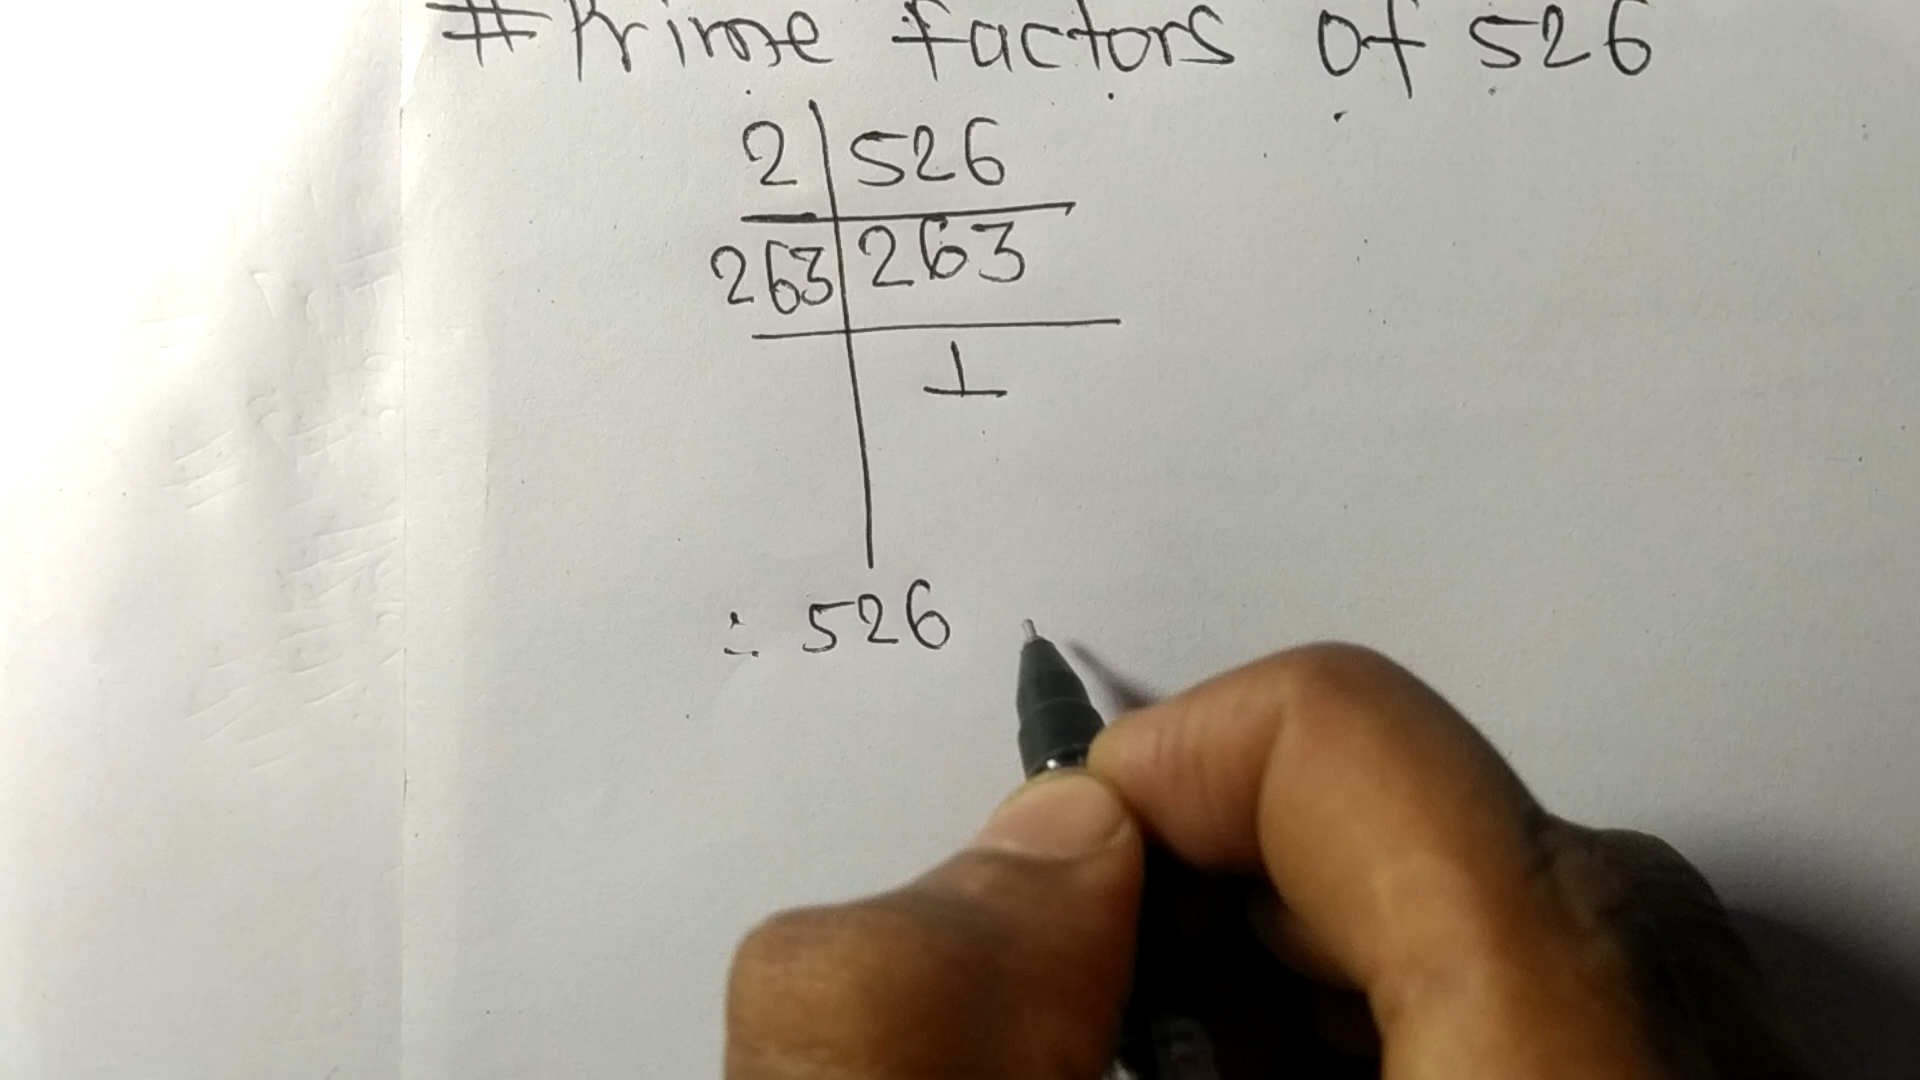 # Prime factors of 526
2 | 526
263 | 263
1
∴ 526